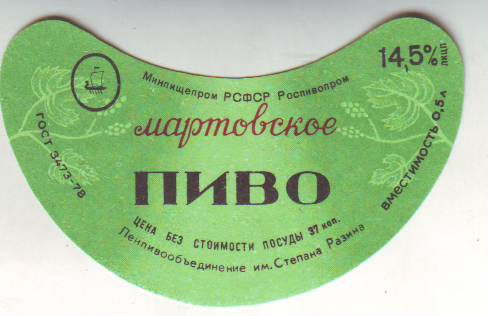 Минпищепром РСФСР Роспивопром
14,5%
мартовское
ПИВО
ГОСТ 3473-78
вместимость 0,5 л
ЦЕНА БЕЗ СТОИМОСТИ ПОСУДЫ 37 коп.
Ленпивообъединение им. Степана Разина